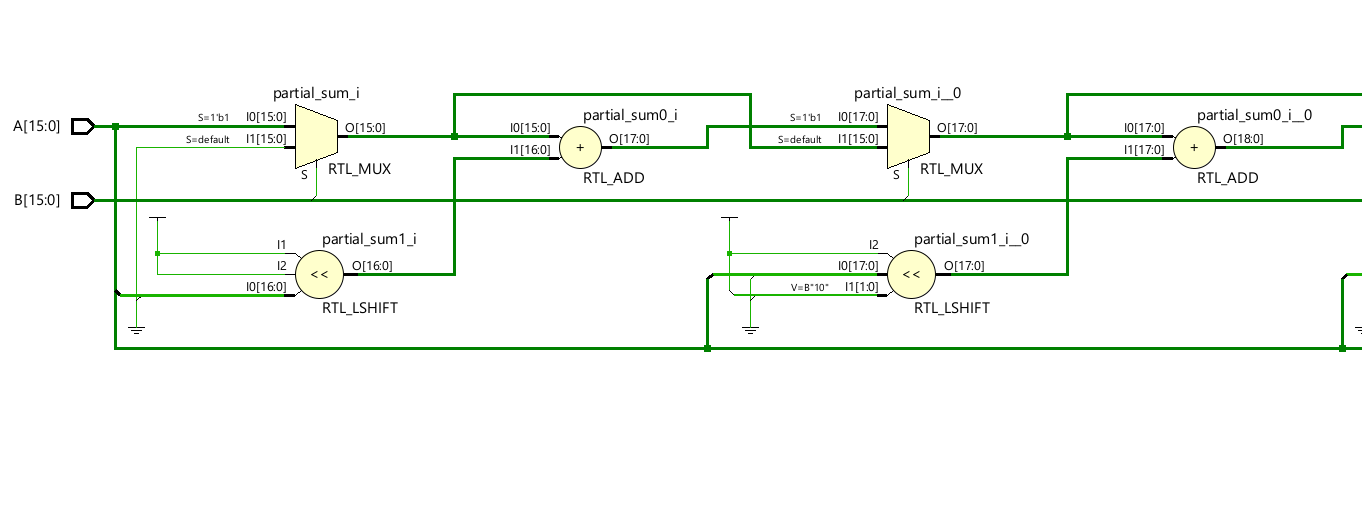 partial_sum_i
partial_sum_i__0
S=1'b1 I0[15:0]
S=default I1[15:0]
O[15:0]
S
RTL_MUX
partial_sum0_i
I0[15:0]
I1[16:0]
O[17:0]
+
RTL_ADD
S=1'b1 I0[17:0]
S=default I1[15:0]
O[17:0]
S
RTL_MUX
partial_sum0_i__0
I0[17:0]
I1[17:0]
O[18:0]
+
RTL_ADD
A[15:0]
B[15:0]
partial_sum1_i
I1
I2
I0[16:0]
O[16:0]
<<
RTL_LSHIFT
partial_sum1_i__0
I2
I0[17:0]
V=B"10" I1[1:0]
O[17:0]
<<
RTL_LSHIFT